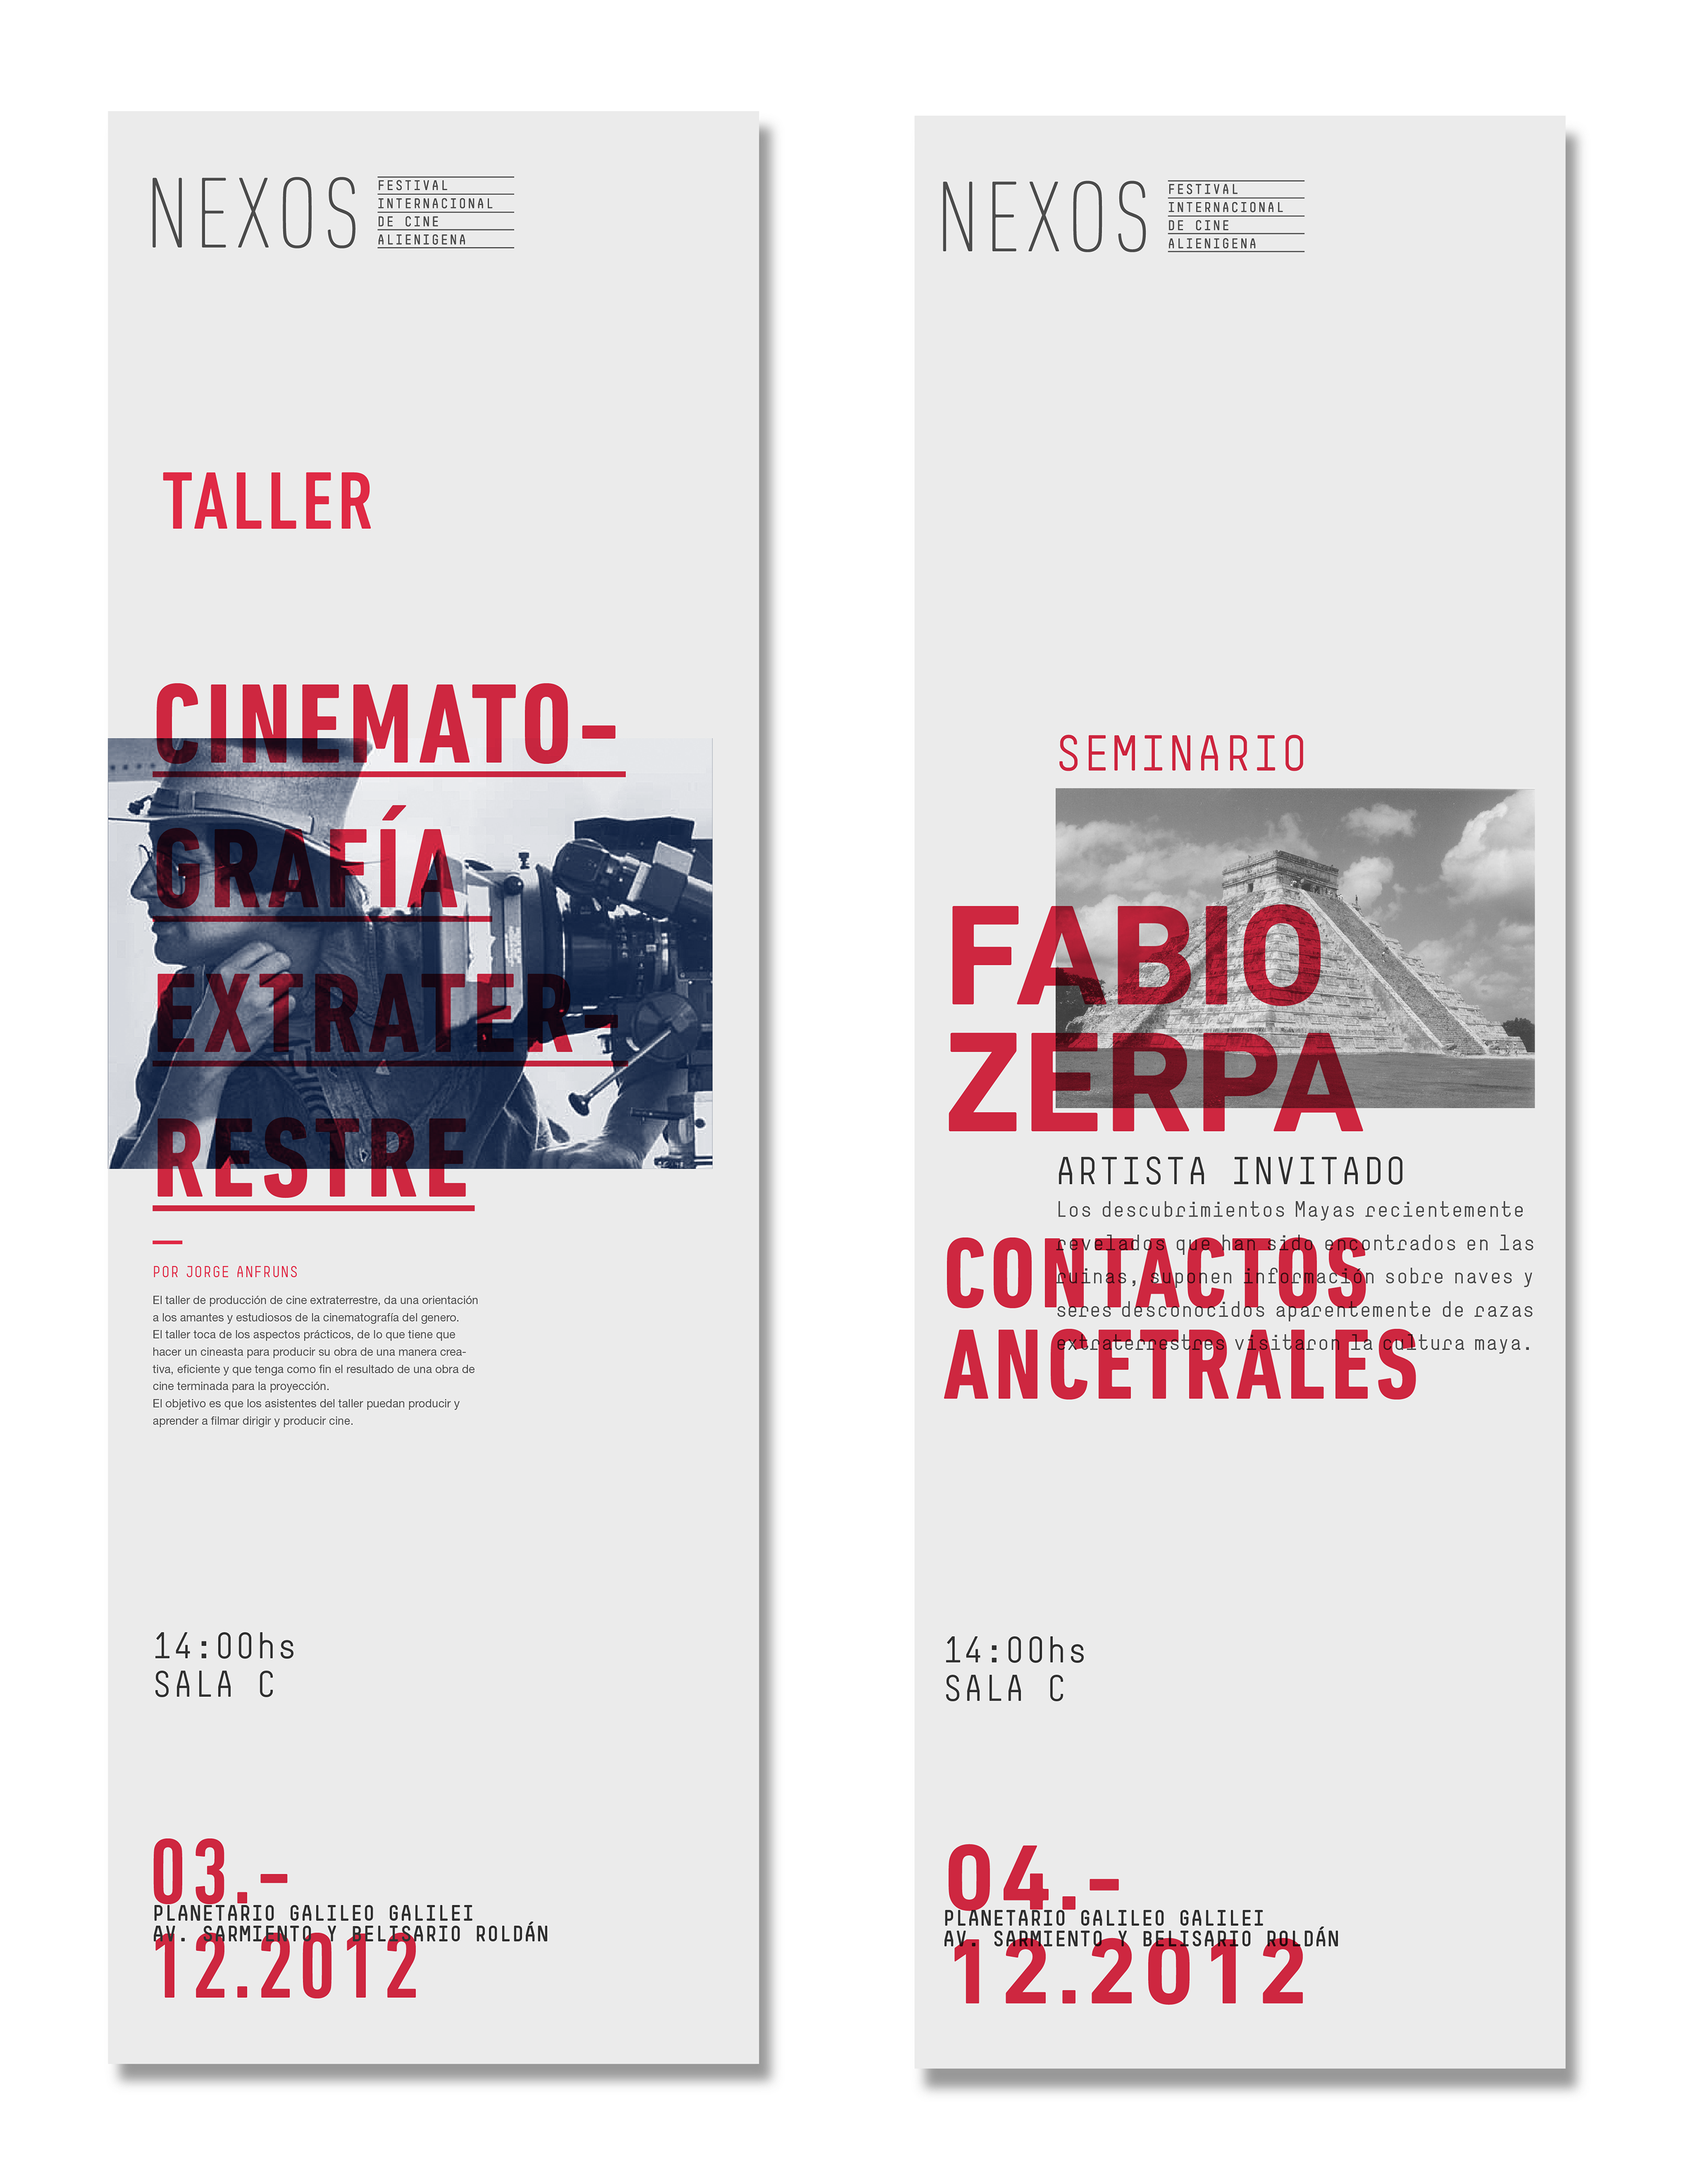 NEXOS
FESTIVAL
INTERNACIONAL
DE CINE
ALIENIGENA
TALLER
CINEMATO-
GRAFÍA
EXTRATER-
RESTRE
POR JORGE ANFRUNS
El taller de producción de cine extraterrestre, da una orientación
a los amantes y estudiosos de la cinematografía del genero.
El taller toca de los aspectos prácticos, de lo que tiene que
hacer un cineasta para producir su obra de una manera crea-
tiva, eficiente y que tenga como fin el resultado de una obra de
cine terminada para la proyección.
El objetivo es que los asistentes del taller puedan producir y
aprender a filmar dirigir y producir cine.
14:00hs
SALA C
03.-
PLANETARIO GALILEO GALILEI
AV. SARMIENTO Y BELISARIO ROLDÁN
12.2012
NEXOS
FESTIVAL
INTERNACIONAL
DE CINE
ALIENIGENA
SEMINARIO
FABIO
ZERPA
ARTISTA INVITADO
Los descubrimientos Mayas recientemente
revelados que han sido encontrados en las
ruinas, suponen información sobre naves y
seres desconocidos aparentemente de razas
extraterrestres visitaron la cultura maya.
CONTACTOS
ANCETRALES
14:00hs
SALA C
04.-
PLANETARIO GALILEO GALILEI
AV. SARMIENTO Y BELISARIO ROLDÁN
12.2012